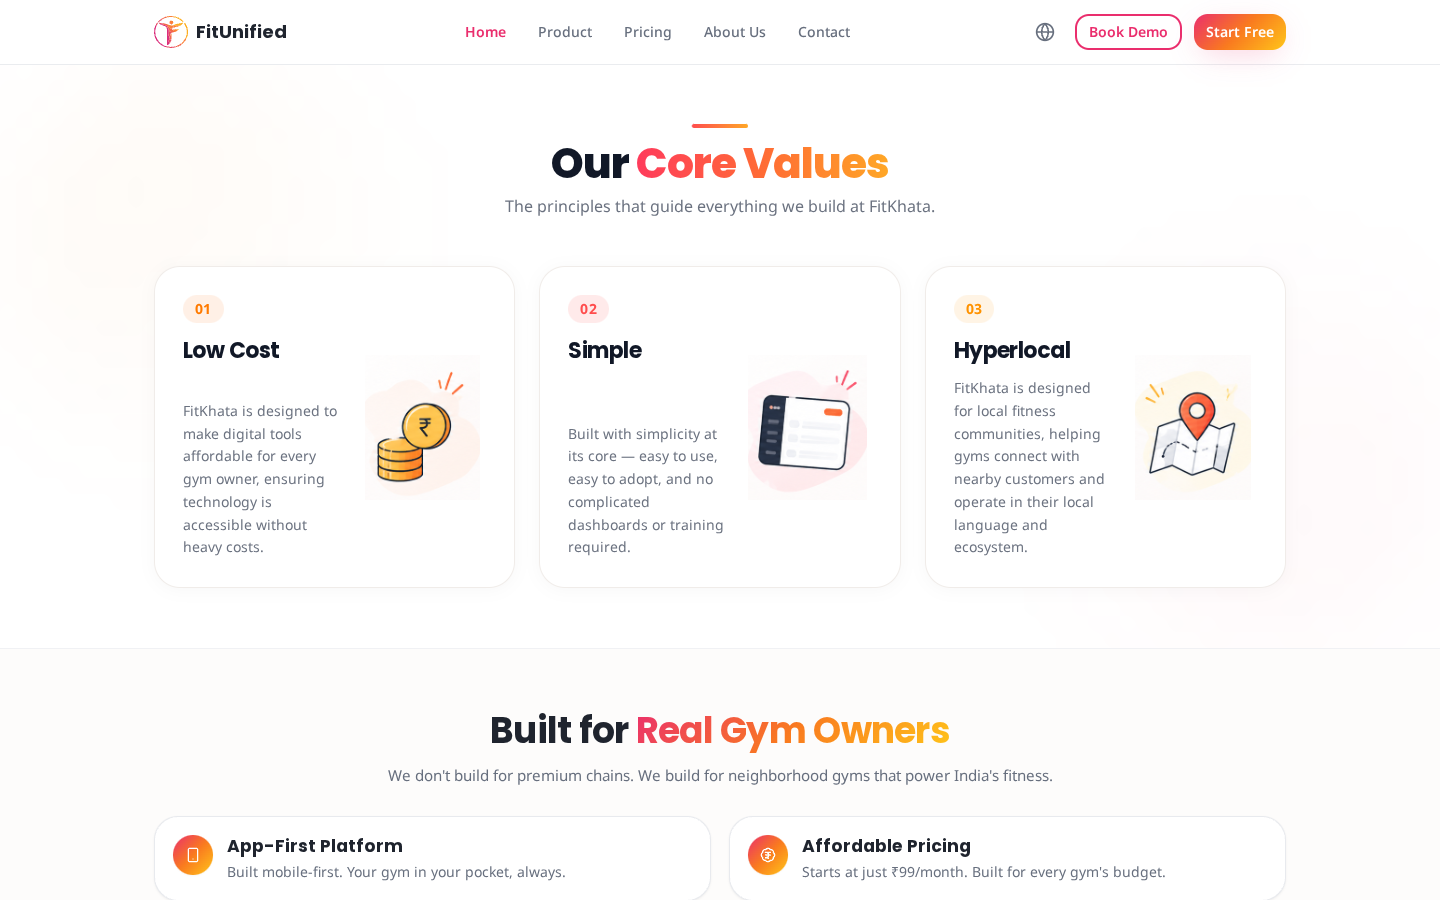 FitUnified
Home
Product
Pricing
About Us
Contact
Book Demo
Start Free
Our Core Values
The principles that guide everything we build at FitKhata.
01
Low Cost
FitKhata is designed to
make digital tools
affordable for every
gym owner, ensuring
technology is
accessible without
heavy costs.
₹
02
Simple
Built with simplicity at
its core — easy to use,
easy to adopt, and no
complicated
dashboards or training
required.
03
Hyperlocal
FitKhata is designed
for local fitness
communities, helping
gyms connect with
nearby customers and
operate in their local
language and
ecosystem.
Built for Real Gym Owners
We don't build for premium chains. We build for neighborhood gyms that power India's fitness.
App-First Platform
Built mobile-first. Your gym in your pocket, always.
₹
Affordable Pricing
Starts at just ₹99/month. Built for every gym's budget.